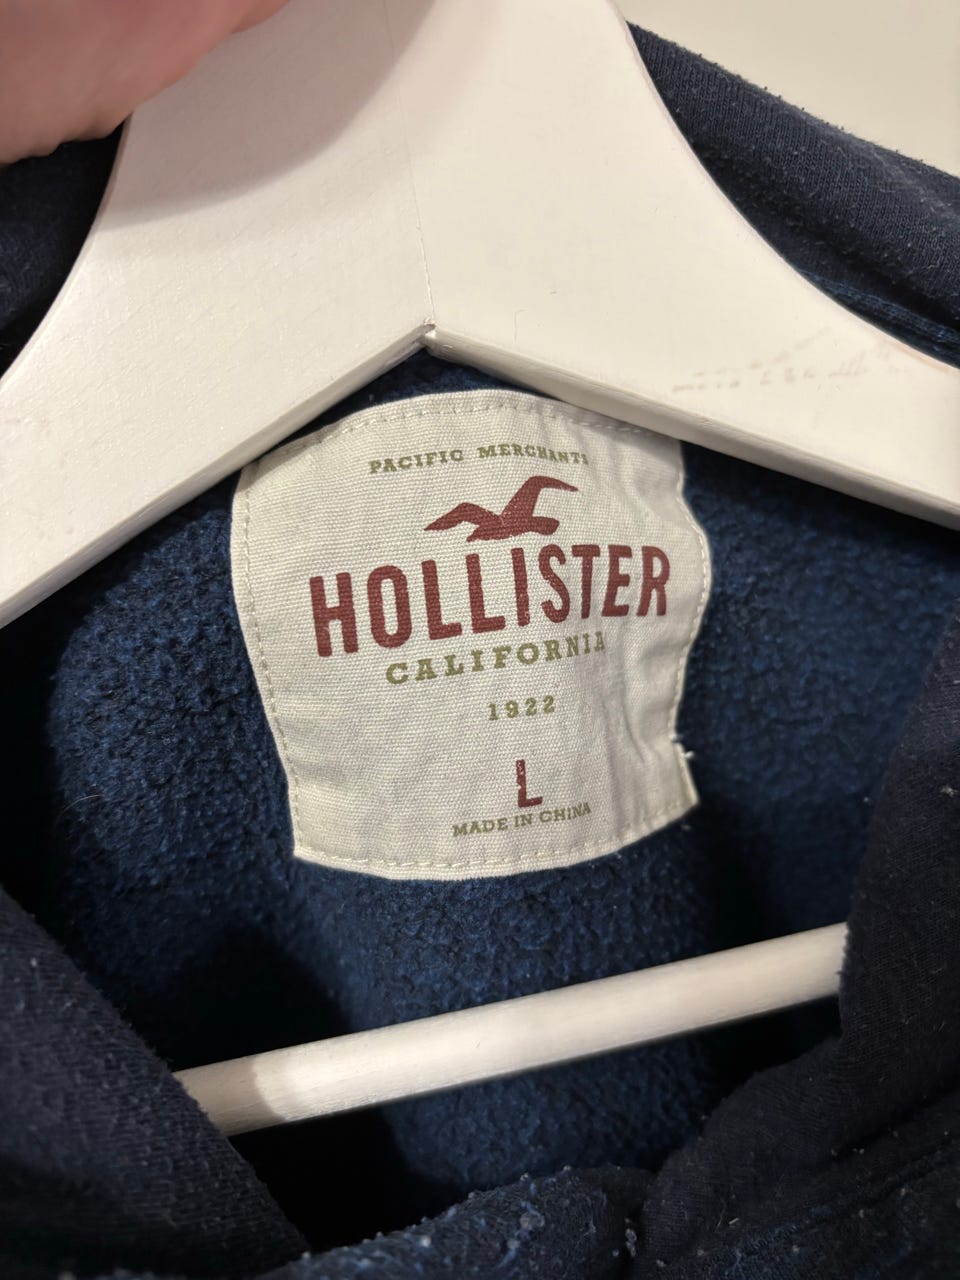 PACIFIC MERCHANTS
HOLLISTER
CALIFORNIA
1922
L
MADE IN CHINA